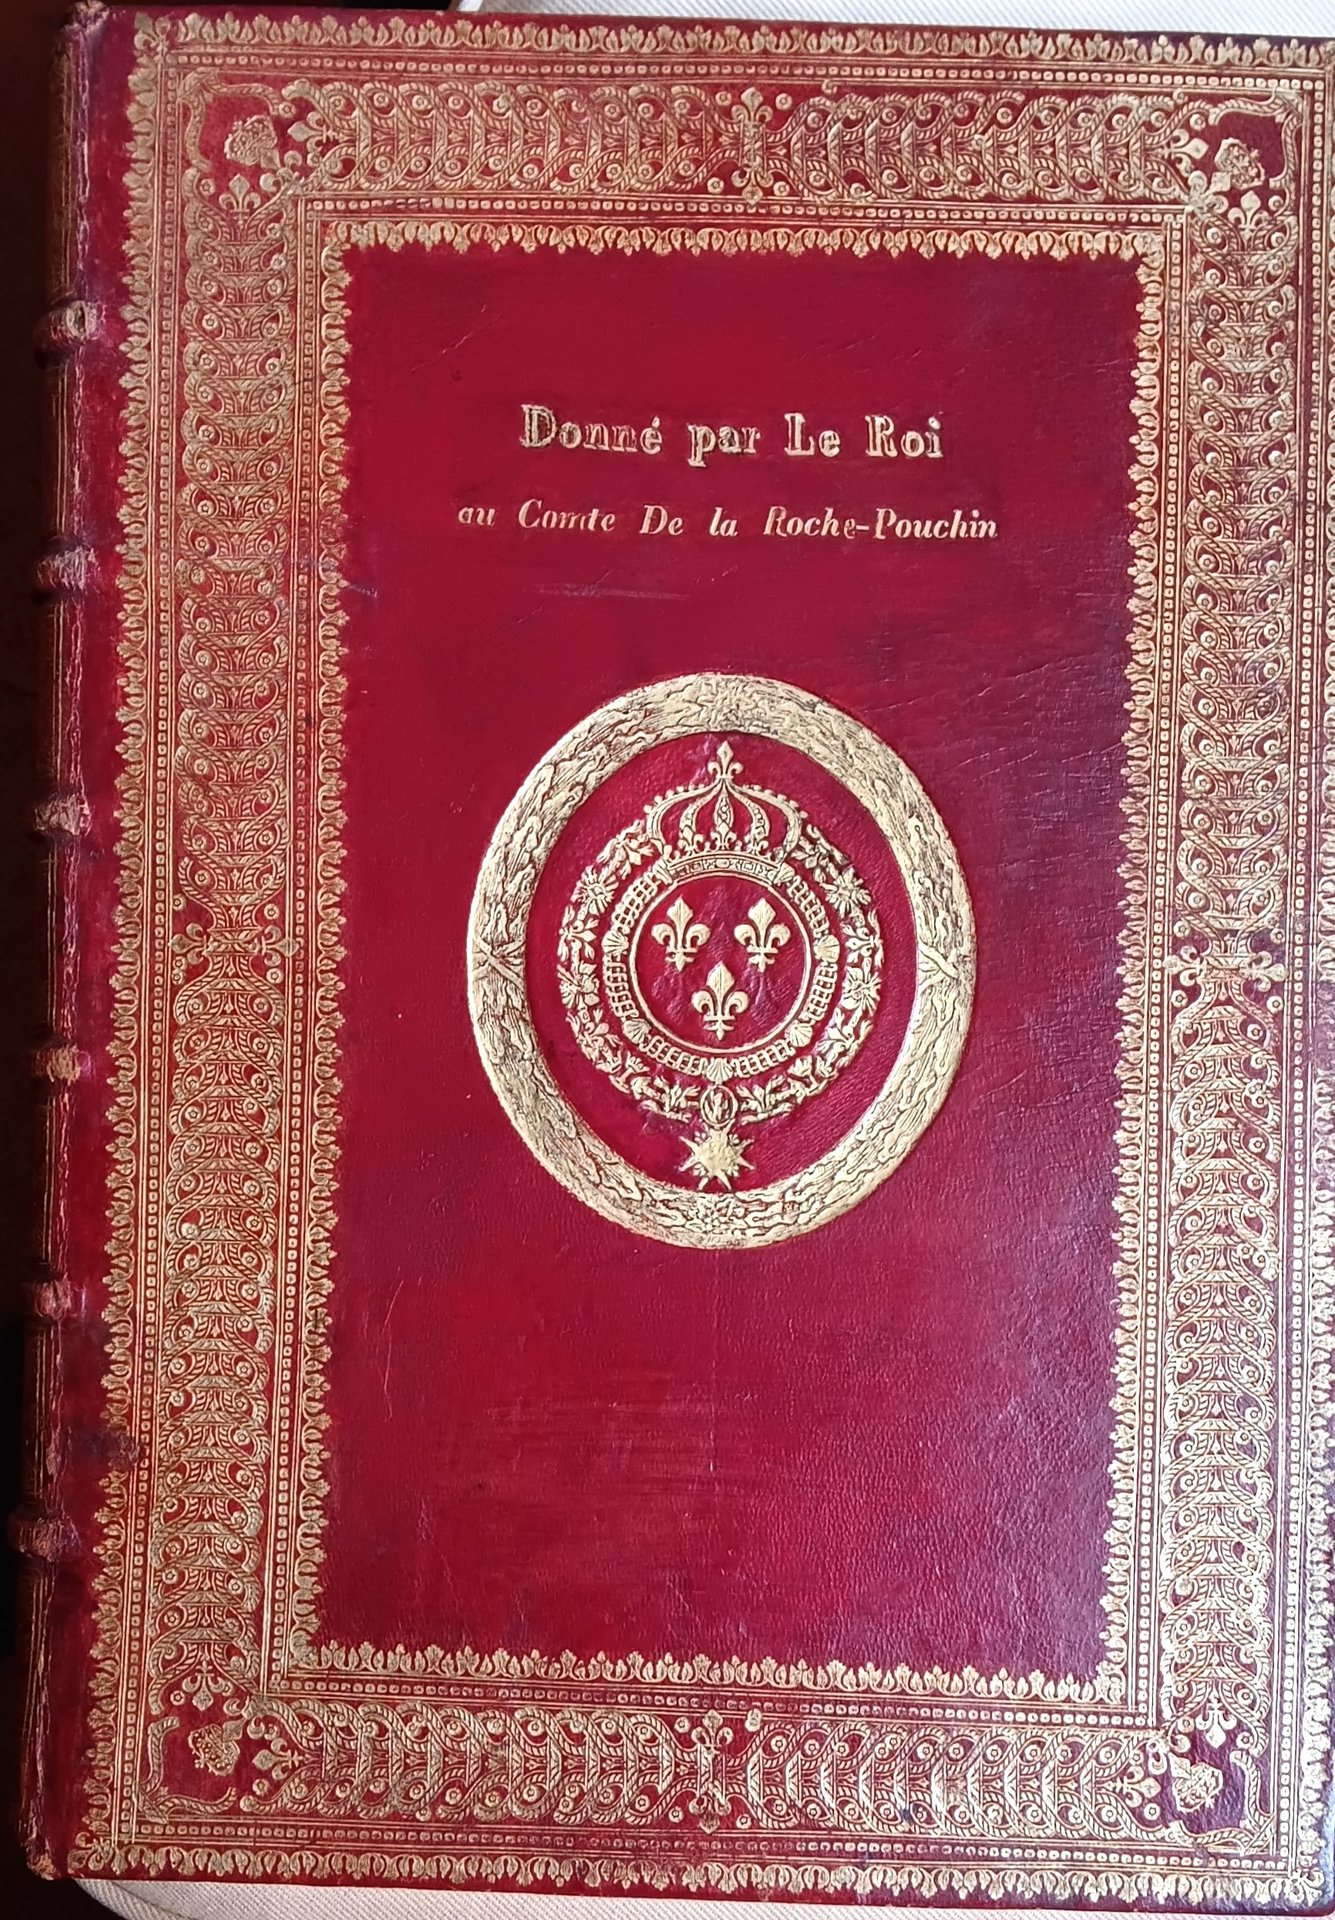 Donné par Le Roi
au Comte De la Roche-Pouchin